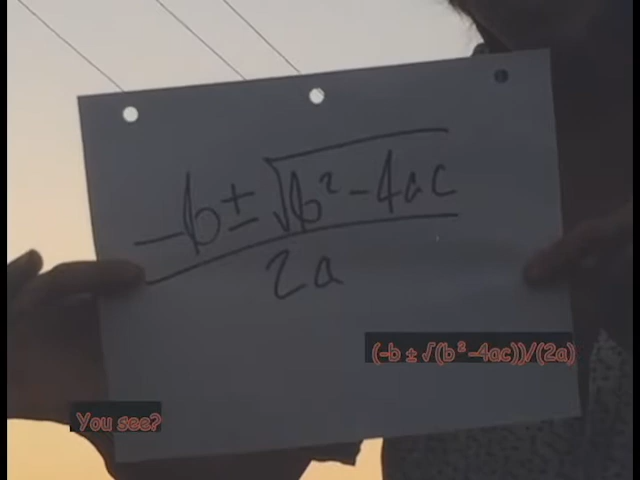 -b ± √b²-4ac
2a
(-b ± √(b²-4ac))/(2a)
You see?